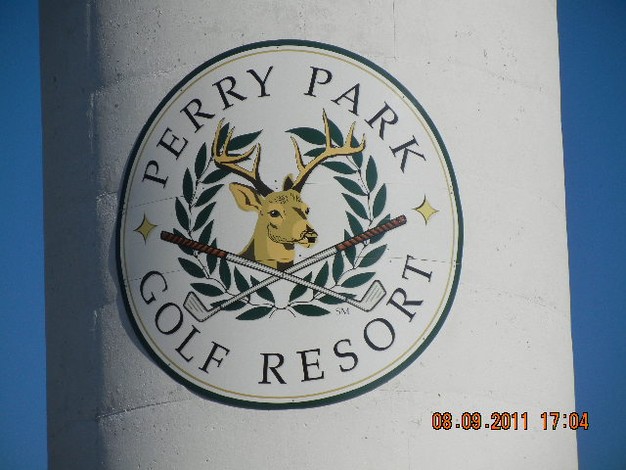 PERRY PARK
GOLF RESORT
SM
08.09.2011 17:04